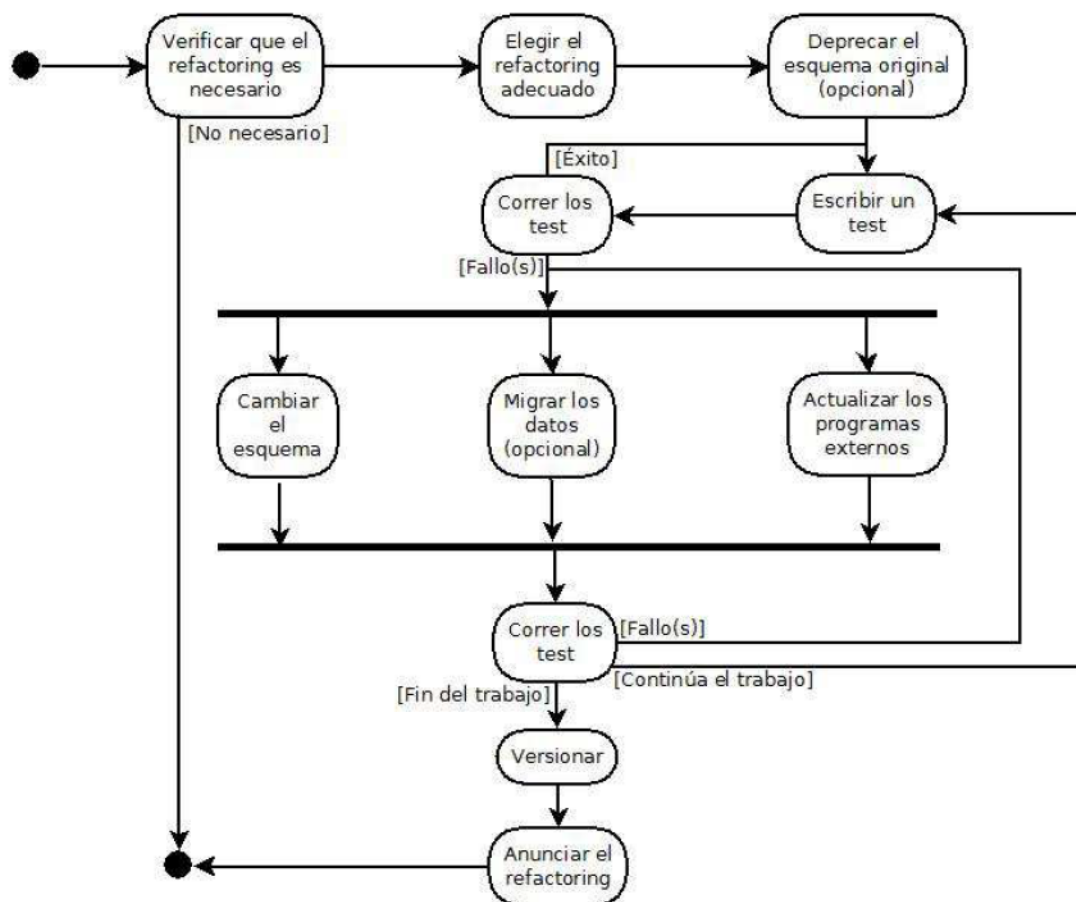 Verificar que el
refactoring es
necesario
Elegir el
refactoring
adecuado
Deprecar el
esquema original
(opcional)
[No necesario]
[Éxito]
Correr los
test
Escribir un
test
[Fallo(s)]
Cambiar
el
esquema
Migrar los
datos
(opcional)
Actualizar los
programas
externos
Correr los
test
[Fallo(s)]
[Continúa el trabajo]
[Fin del trabajo]
Versionar
Anunciar el
refactoring